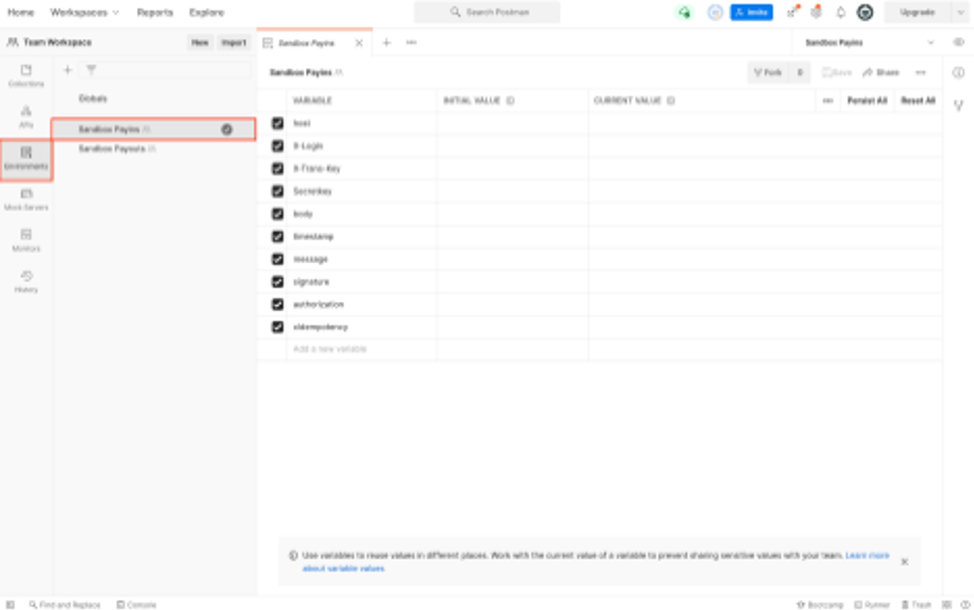 Home Workspaces Reports Explore Search Postman Invite Upgrade
Team Workspace New Import Sandbox Payins Sandbox Payins
Collections
APIs
Environments
Mock Servers
Monitors
History
Globals
Sandbox Payins
Sandbox Payouts
Sandbox Payins Fork 0 Save Share
VARIABLE INITIAL VALUE CURRENT VALUE Persist All Reset All
host
X-Login
X-Trans-Key
Secretkey
body
timestamp
message
signature
authorization
xidempotency
Add a new variable
Use variables to reuse values in different places. Work with the current value of a variable to prevent sharing sensitive values with your team. Learn more
about variable values
Find and Replace Console Bootcamp Runner Trash